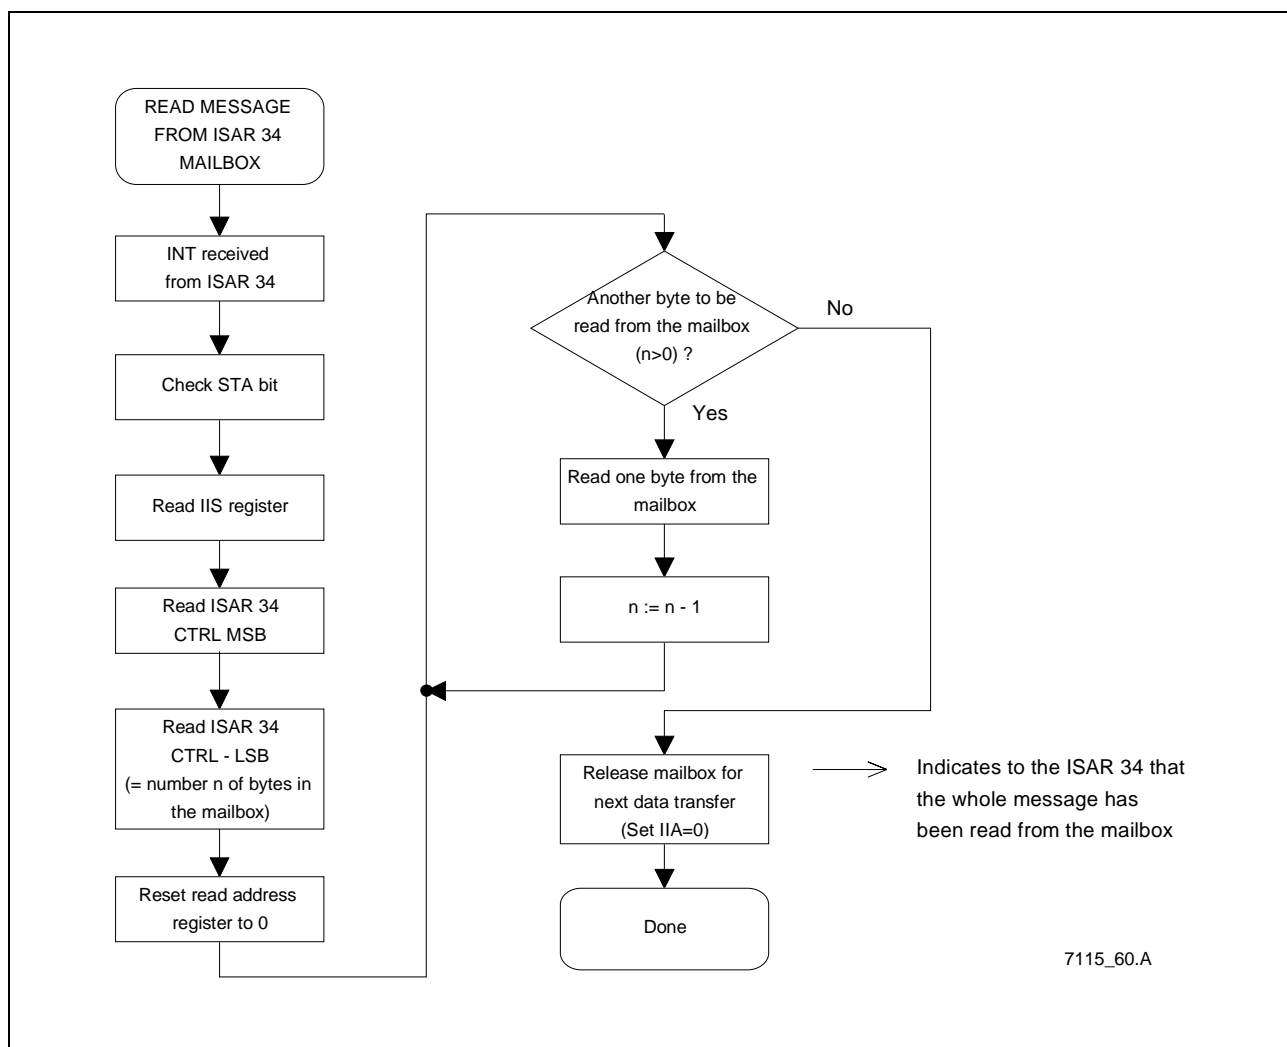 READ MESSAGE
FROM ISAR 34
MAILBOX
INT received
from ISAR 34
Check STA bit
Read IIS register
Read ISAR 34
CTRL MSB
Read ISAR 34
CTRL - LSB
(= number n of bytes in
the mailbox)
Reset read address
register to 0
Another byte to be
read from the mailbox
(n>0) ?
No
Yes
Read one byte from the
mailbox
n := n - 1
Release mailbox for
next data transfer
(Set IIA=0)
Indicates to the ISAR 34 that
the whole message has
been read from the mailbox
Done
7115_60.A